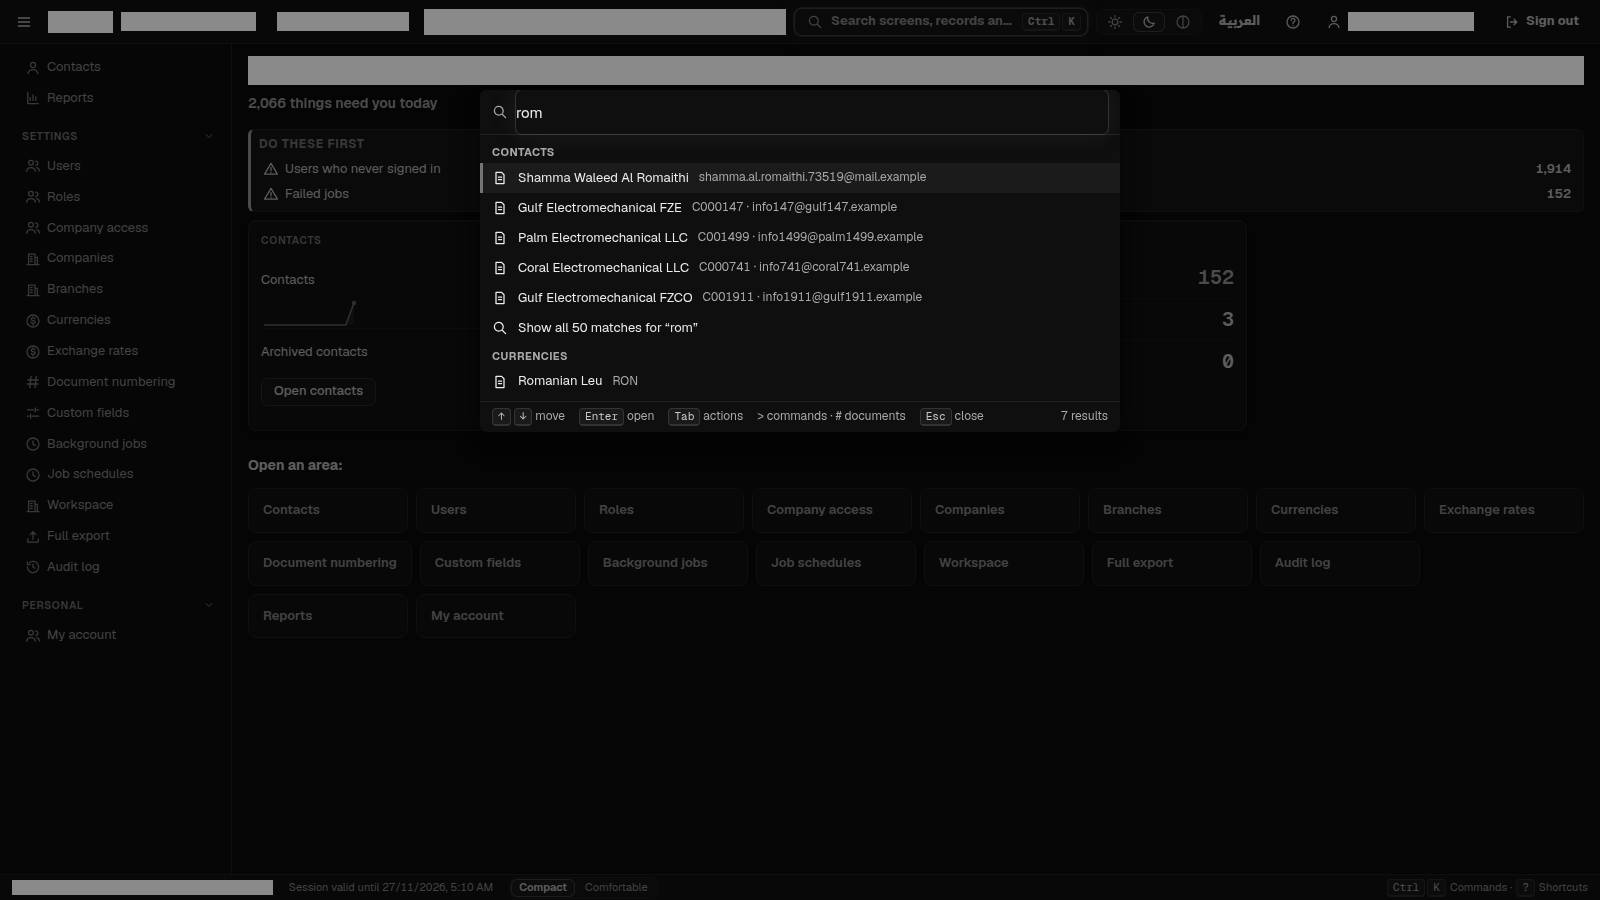 Search screens, records an... Ctrl K العربية Sign out
Contacts
Reports
SETTINGS
Users
Roles
Company access
Companies
Branches
Currencies
Exchange rates
Document numbering
Custom fields
Background jobs
Job schedules
Workspace
Full export
Audit log
PERSONAL
My account
2,066 things need you today
DO THESE FIRST
Users who never signed in 1,914
Failed jobs 152
CONTACTS
Contacts 152
3
Archived contacts 0
Open contacts
rom
CONTACTS
Shamma Waleed Al Romaithi shamma.al.romaithi.73519@mail.example
Gulf Electromechanical FZE C000147 · info147@gulf147.example
Palm Electromechanical LLC C001499 · info1499@palm1499.example
Coral Electromechanical LLC C000741 · info741@coral741.example
Gulf Electromechanical FZCO C001911 · info1911@gulf1911.example
Show all 50 matches for “rom”
CURRENCIES
Romanian Leu RON
↑ ↓ move Enter open Tab actions > commands · # documents Esc close 7 results
Open an area:
Contacts Users Roles Company access Companies Branches Currencies Exchange rates
Document numbering Custom fields Background jobs Job schedules Workspace Full export Audit log
Reports My account
Session valid until 27/11/2026, 5:10 AM Compact Comfortable Ctrl K Commands · ? Shortcuts